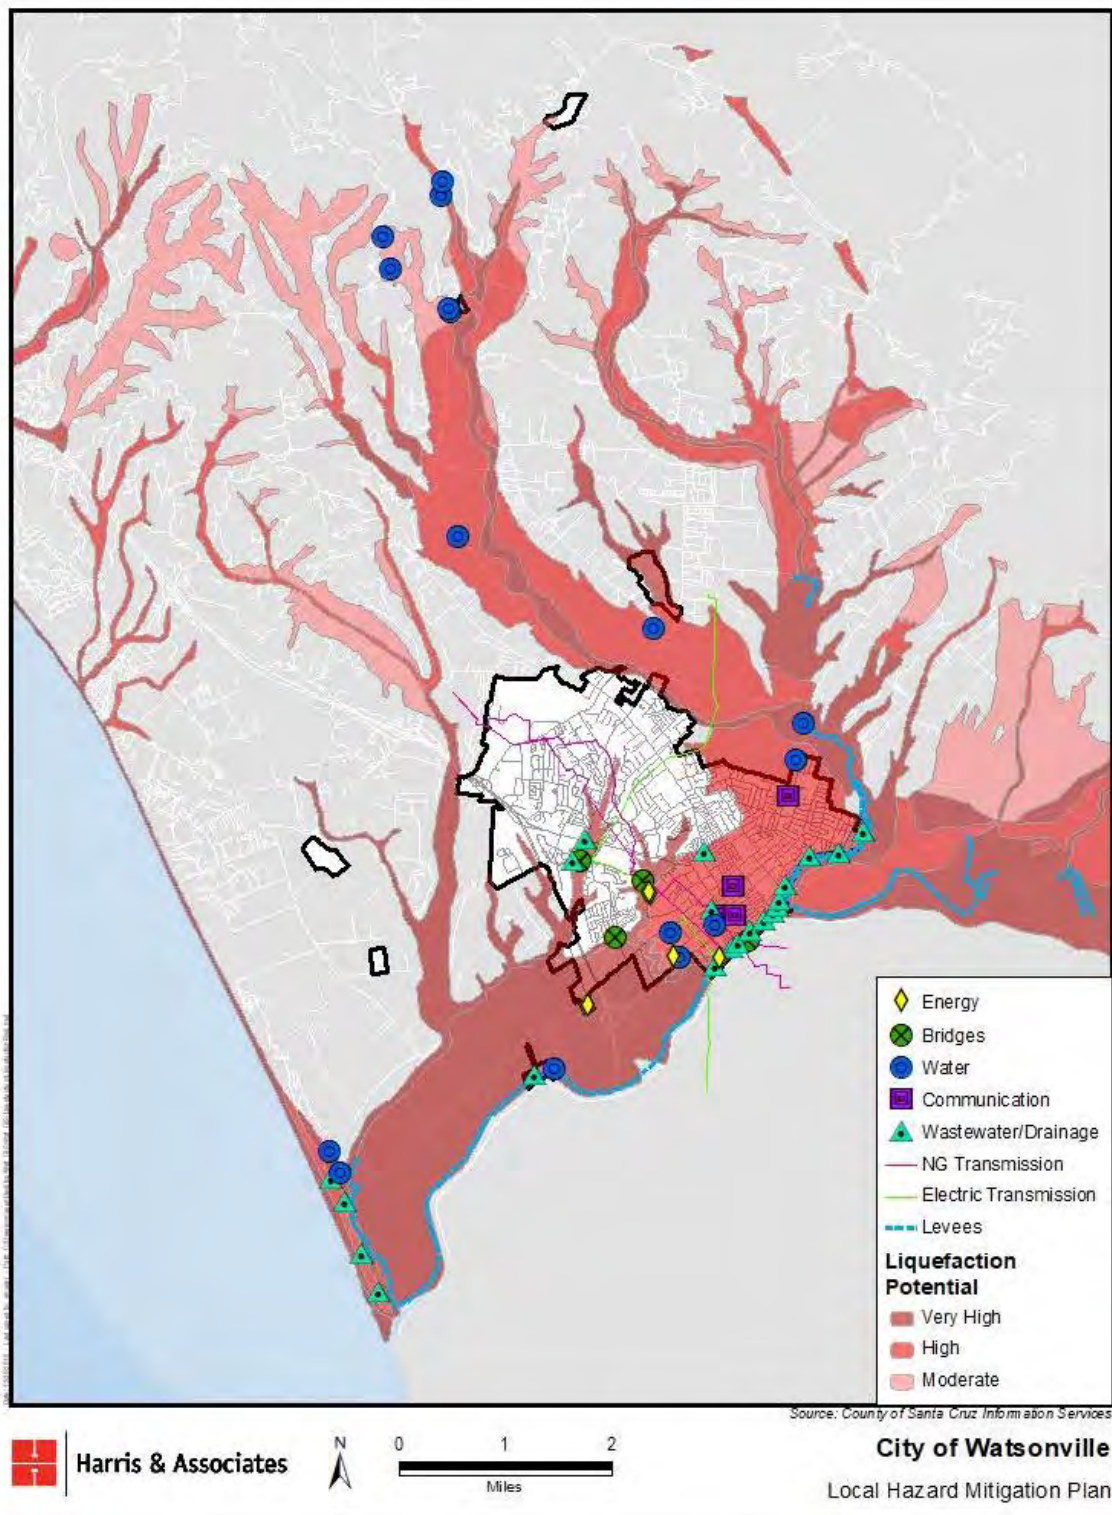 Energy
Bridges
Water
Communication
Wastewater/Drainage
NG Transmission
Electric Transmission
Levees
Liquefaction
Potential
Very High
High
Moderate
Source: County of Santa Cruz Information Services
Harris & Associates
N
0 1 2
Miles
City of Watsonville
Local Hazard Mitigation Plan